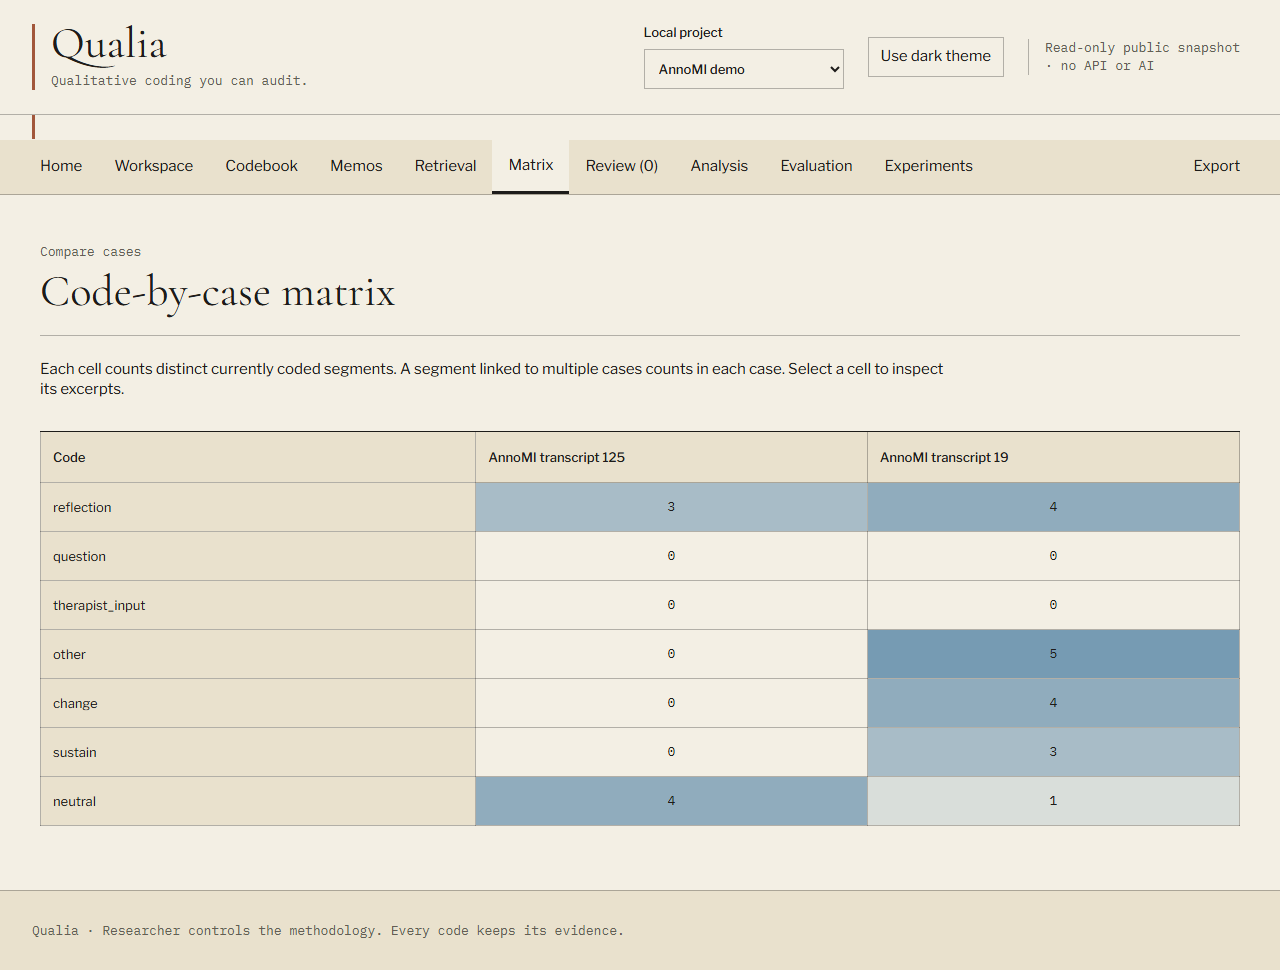 Qualia
Qualitative coding you can audit.
Local project
AnnoMI demo
Use dark theme
Read-only public snapshot
· no API or AI
Home Workspace Codebook Memos Retrieval Matrix Review (0) Analysis Evaluation Experiments Export
Compare cases
Code-by-case matrix
Each cell counts distinct currently coded segments. A segment linked to multiple cases counts in each case. Select a cell to inspect
its excerpts.
Code AnnoMI transcript 125 AnnoMI transcript 19
reflection 3 4
question 0 0
therapist_input 0 0
other 0 5
change 0 4
sustain 0 3
neutral 4 1
Qualia · Researcher controls the methodology. Every code keeps its evidence.